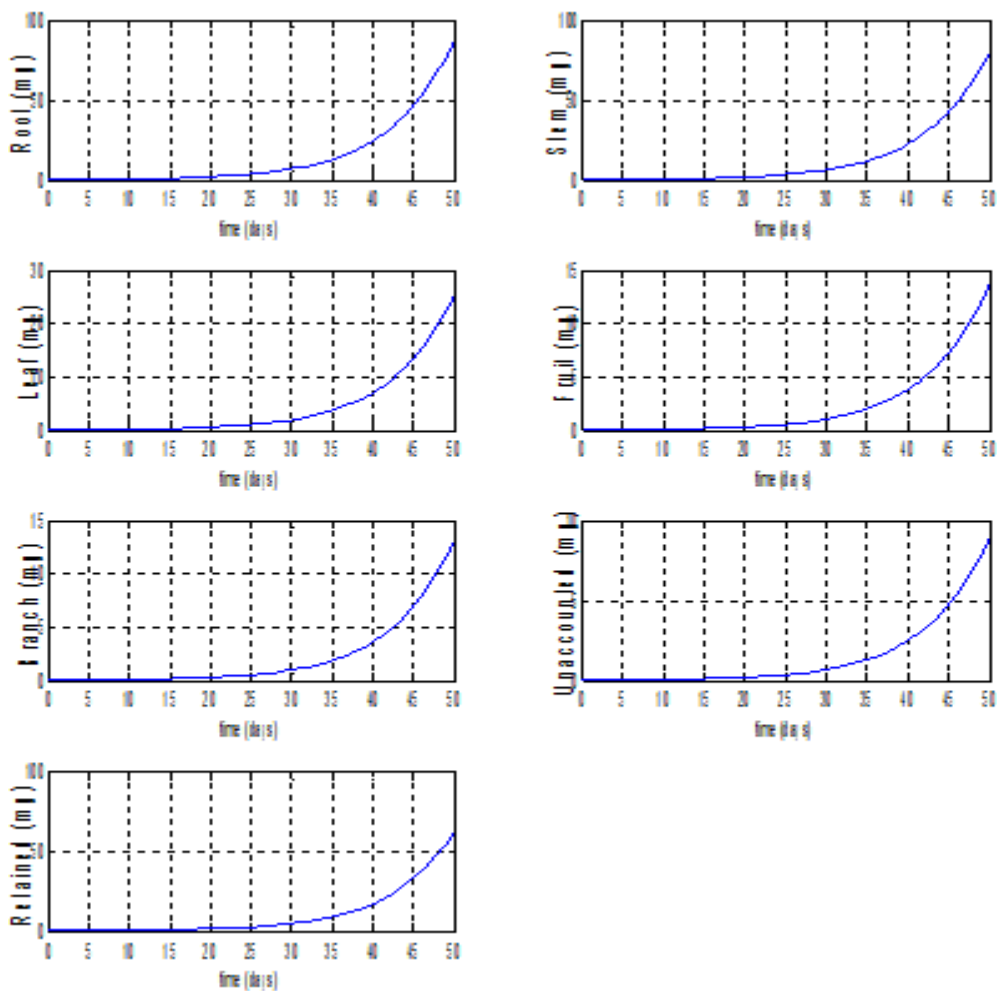 100 50 0
Root (mg)
0 5 10 15 20 25 30 35 40 45 50
time (days)
100 50 0
Stem (mg)
0 5 10 15 20 25 30 35 40 45 50
time (days)
30 20 10 0
Leaf (mg)
0 5 10 15 20 25 30 35 40 45 50
time (days)
15 10 5 0
Fruit (mg)
0 5 10 15 20 25 30 35 40 45 50
time (days)
15 10 5 0
Branch (mg)
0 5 10 15 20 25 30 35 40 45 50
time (days)
Unaccounted (mg)
0 5 10 15 20 25 30 35 40 45 50
time (days)
100 50 0
Retained (mg)
0 5 10 15 20 25 30 35 40 45 50
time (days)